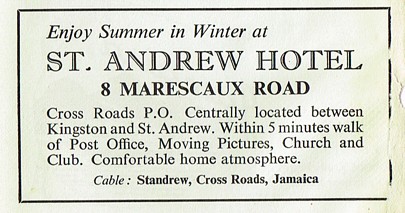 Enjoy Summer in Winter at
ST. ANDREW HOTEL
8 MARESCAUX ROAD
Cross Roads P.O. Centrally located between
Kingston and St. Andrew. Within 5 minutes walk
of Post Office, Moving Pictures, Church and
Club. Comfortable home atmosphere.
Cable: Standrew, Cross Roads, Jamaica